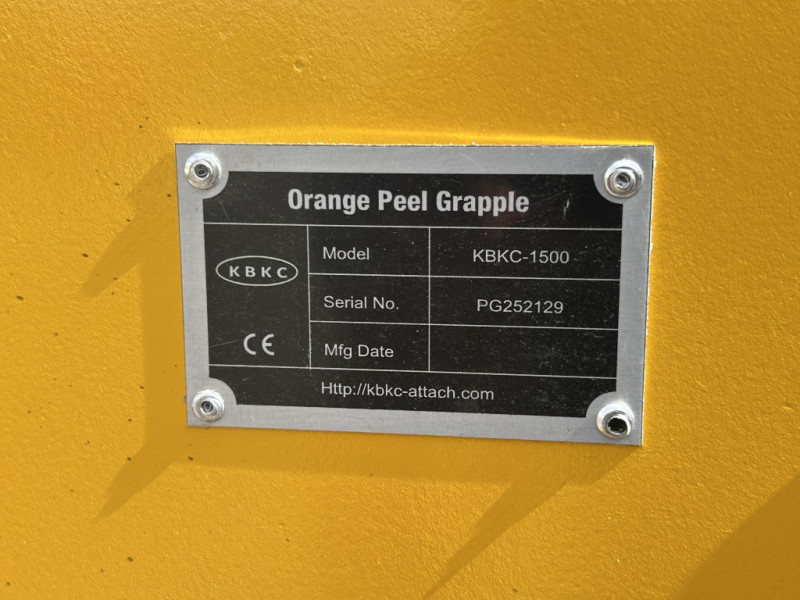 Orange Peel Grapple
KBKC
CE
Model KBKC-1500
Serial No. PG252129
Mfg Date
Http://kbkc-attach.com